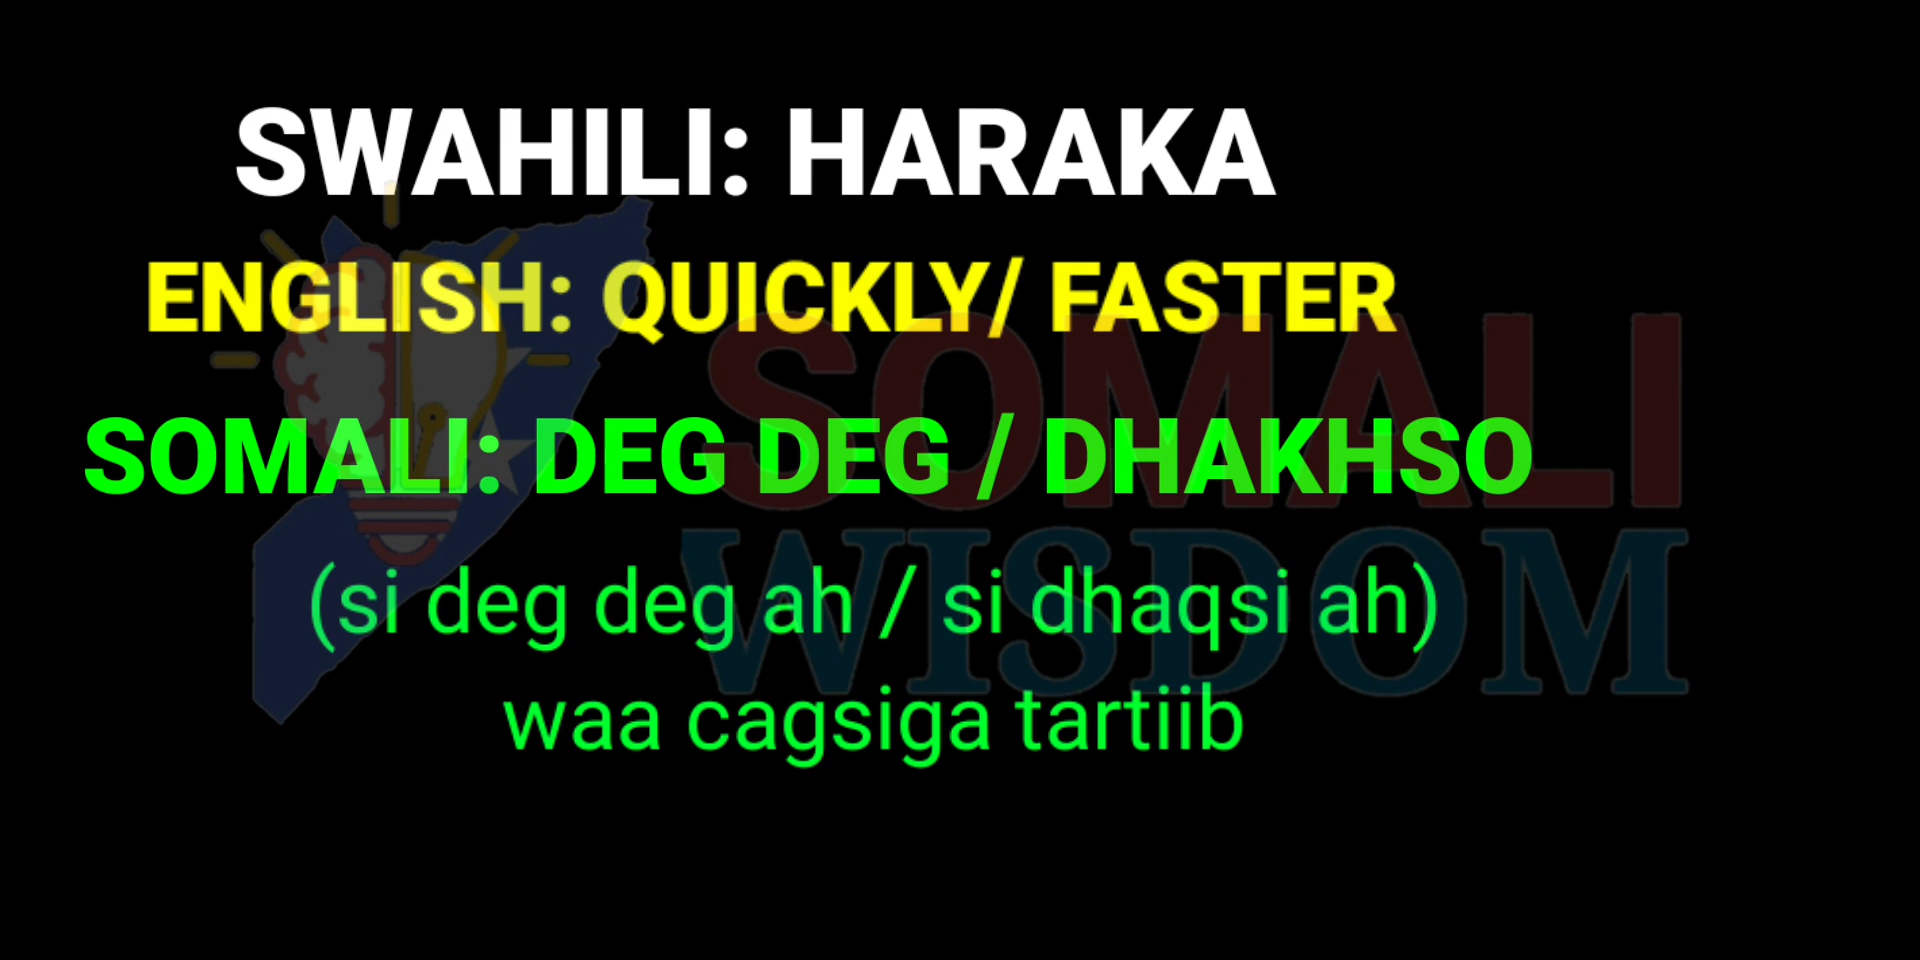 SWAHILI: HARAKA
ENGLISH: QUICKLY/ FASTER
SOMALI: DEG DEG / DHAKHSO
(si deg deg ah / si dhaqsi ah)
waa cagsiga tartiib
SOMALI
WISDOM